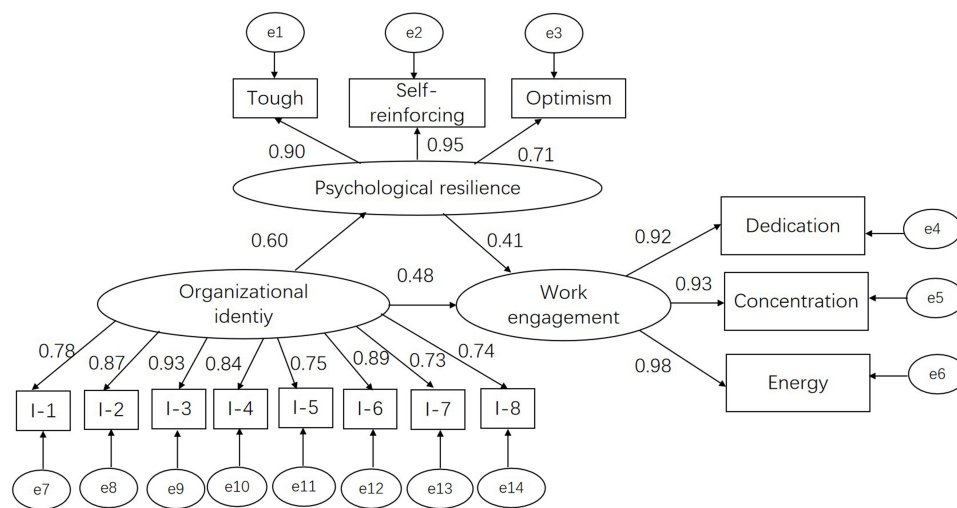 e1
e2
e3
Tough
Self-
reinforcing
Optimism
0.90
0.95
0.71
Psychological resilience
0.60
0.41
0.92
Dedication
e4
Organizational
identiy
0.48
Work
engagement
0.93
Concentration
e5
0.98
Energy
e6
0.78
0.87
0.93
0.84
0.75
0.89
0.73
0.74
I-1
I-2
I-3
I-4
I-5
I-6
I-7
I-8
e7
e8
e9
e10
e11
e12
e13
e14